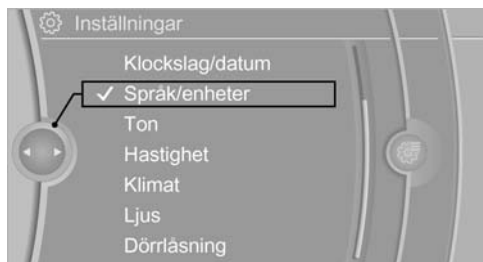 Inställningar
Klockslag/datum
Språk/enheter
Ton
Hastighet
Klimat
Ljus
Dörrlåsning